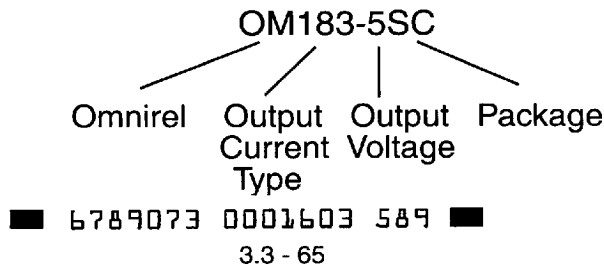 OM183-5SC
Omnirel Output Current Type Output Voltage Package
6789073 0001603 589
3.3 - 65